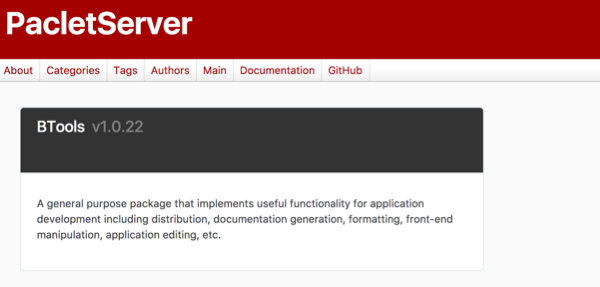 PacletServer
About Categories Tags Authors Main Documentation GitHub
BTools v1.0.22
A general purpose package that implements useful functionality for application
development including distribution, documentation generation, formatting, front-end
manipulation, application editing, etc.